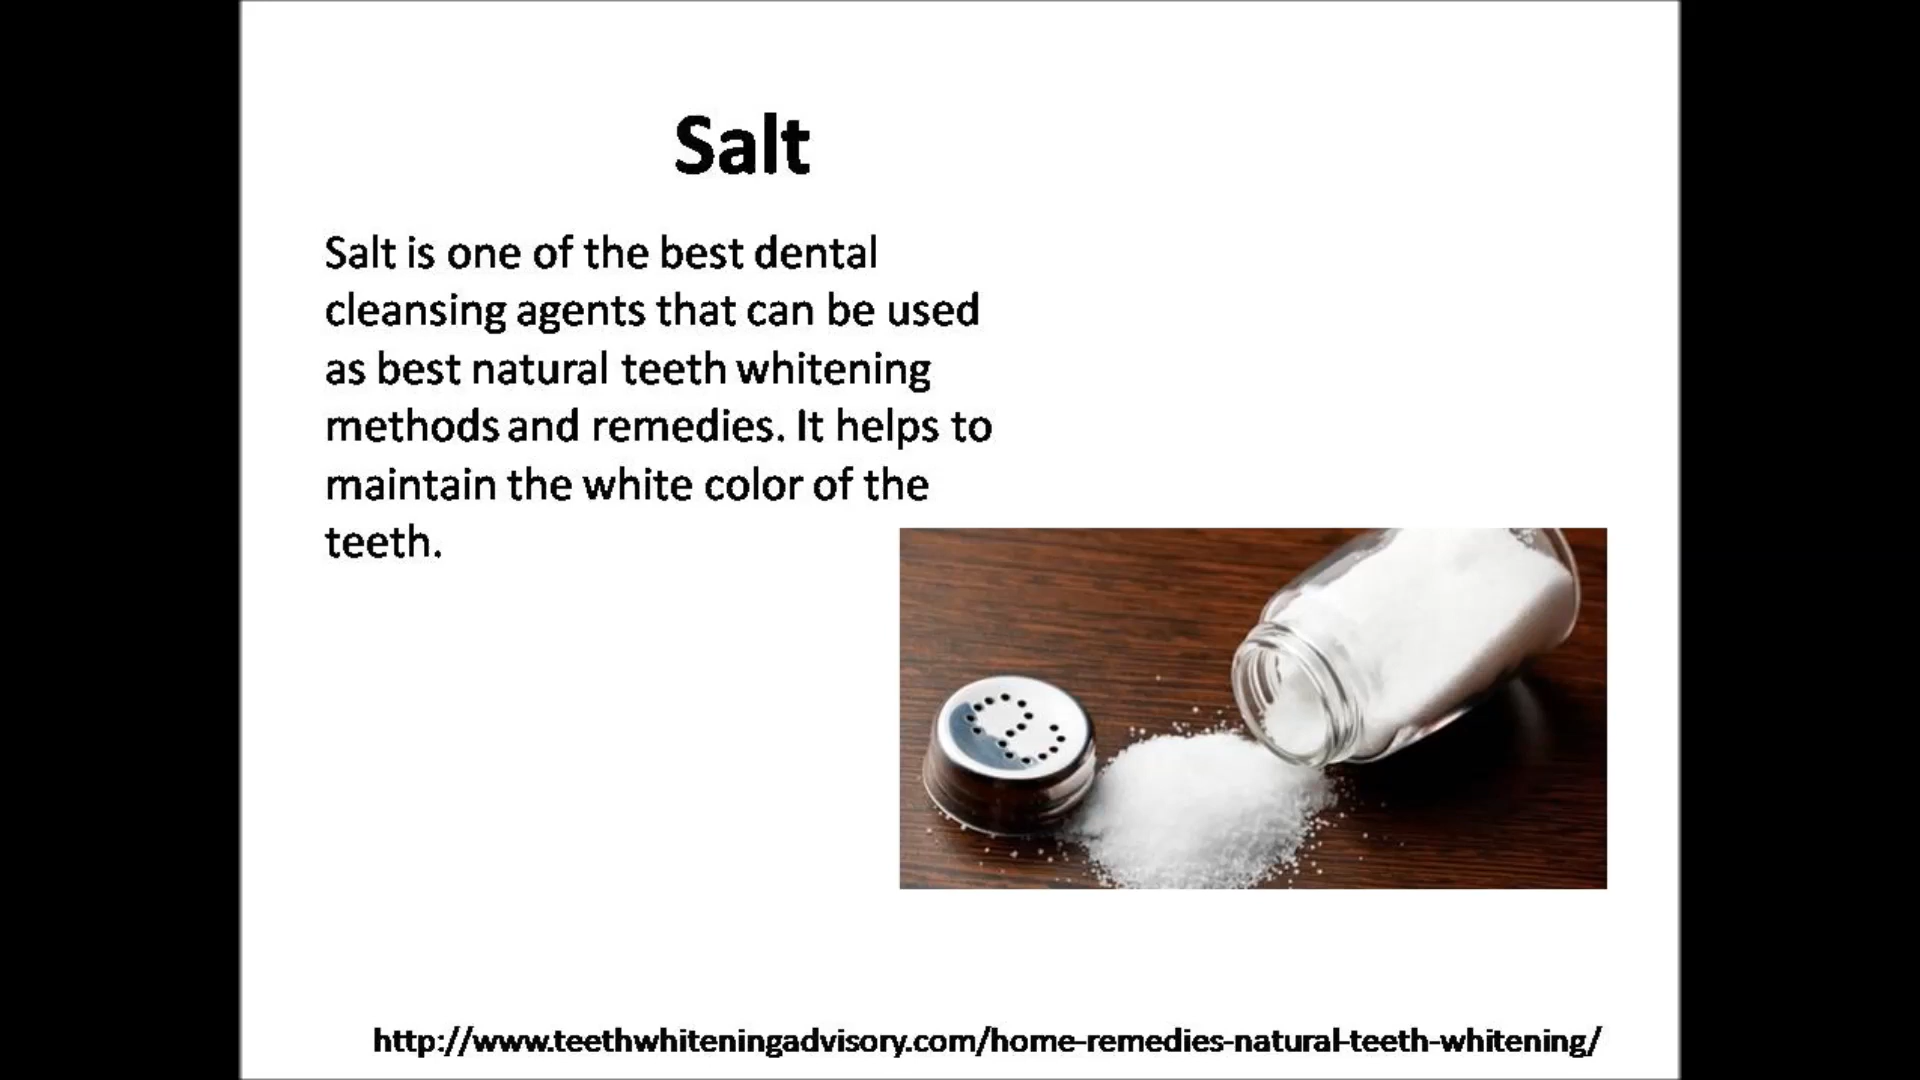 Salt
Salt is one of the best dental
cleansing agents that can be used
as best natural teeth whitening
methods and remedies. It helps to
maintain the white color of the
teeth.
http://www.teethwhiteningadvisory.com/home-remedies-natural-teeth-whitening/